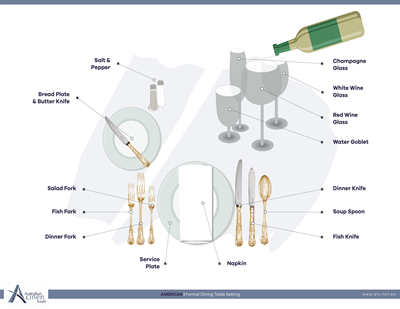 Salt &
Pepper
Champagne
Glass
White Wine
Glass
Bread Plate
& Butter Knife
Red Wine
Glass
Water Goblet
Salad Fork
Dinner Knife
Fish Fork
Soup Spoon
Dinner Fork
Fish Knife
Service
Plate
Napkin
Australian
Linen
Supply
AMERICAN | Formal Dining Table Setting
www.als.net.au